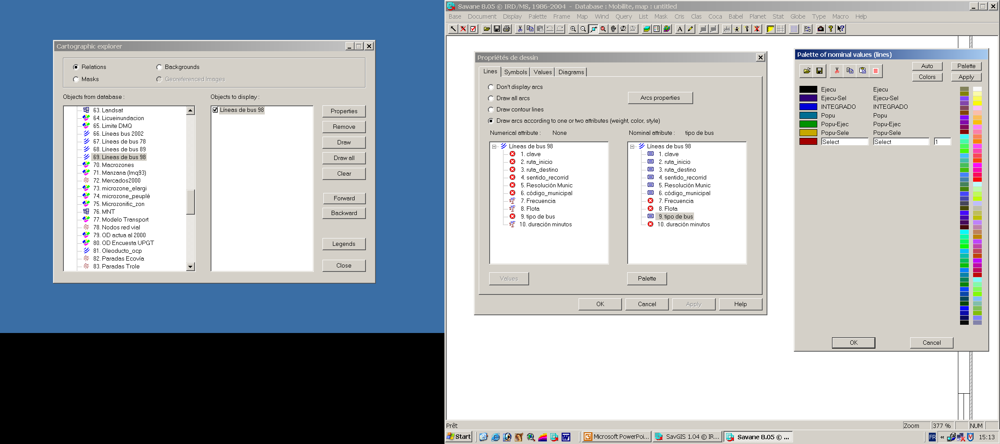 Cartographic explorer
Relations
Backgrounds
Masks
Georeferenced Images
Objects from database :
Objects to display :
63. Landsat
64. Licueinundacion
65. Limite DMQ
66. Líneas bus 2002
67. Líneas de bus 78
68. Líneas de bus 89
69. Líneas de bus 98
70. Macrozones
71. Manzana (Imq93)
72. Mercados2000
73. microzone_elargi
74. microzone_peuplé
75. Microzonific_zon
76. MNT
77. Modelo Transport
78. Nodos red vial
79. OD actua al 2000
80. OD Encuesta UPGT
81. Oleoducto_ocp
82. Paradas Ecovía
83. Paradas Trole
Líneas de bus 98
Properties
Remove
Draw
Draw all
Clear
Forward
Backward
Legends
Close
Savane 8.05 © IRD/MS, 1986-2004 - Database : Mobilite, map : untitled
Base Document Display Palette Frame Map Wind Query List Mask Cris Clas Coca Babel Planet Stat Globe Type Macro Help
Propriétés de dessin
Lines Symbols Values Diagrams
Don't display arcs
Draw all arcs
Arcs properties
Draw contour lines
Draw arcs according to one or two attributes (weight, color, style)
Numerical attribute : None
Nominal attribute : tipo de bus
Líneas de bus 98
1. clave
2. ruta_inicio
3. ruta_destino
4. sentido_recorrid
5. Resolución Munic
6. código_municipal
7. Frecuencia
8. Flota
9. tipo de bus
10. duración minutos
Líneas de bus 98
1. clave
2. ruta_inicio
3. ruta_destino
4. sentido_recorrid
5. Resolución Munic
6. código_municipal
7. Frecuencia
8. Flota
9. tipo de bus
10. duración minutos
Values
Palette
OK
Cancel
Apply
Help
Palette of nominal values (lines)
Auto
Palette
Colors
Apply
Ejecu Ejecu
Ejecu-Sel Ejecu-Sel
INTEGRADO INTEGRADO
Popu Popu
Popu-Ejec Popu-Ejec
Popu-Sele Popu-Sele
Select Select 1
OK
Cancel
Prêt
Zoom 377 % NUM
Start
Microsoft PowerPoi...
SavGIS 1.04 © IR...
Savane 8.05 © ...
FR « 15:13